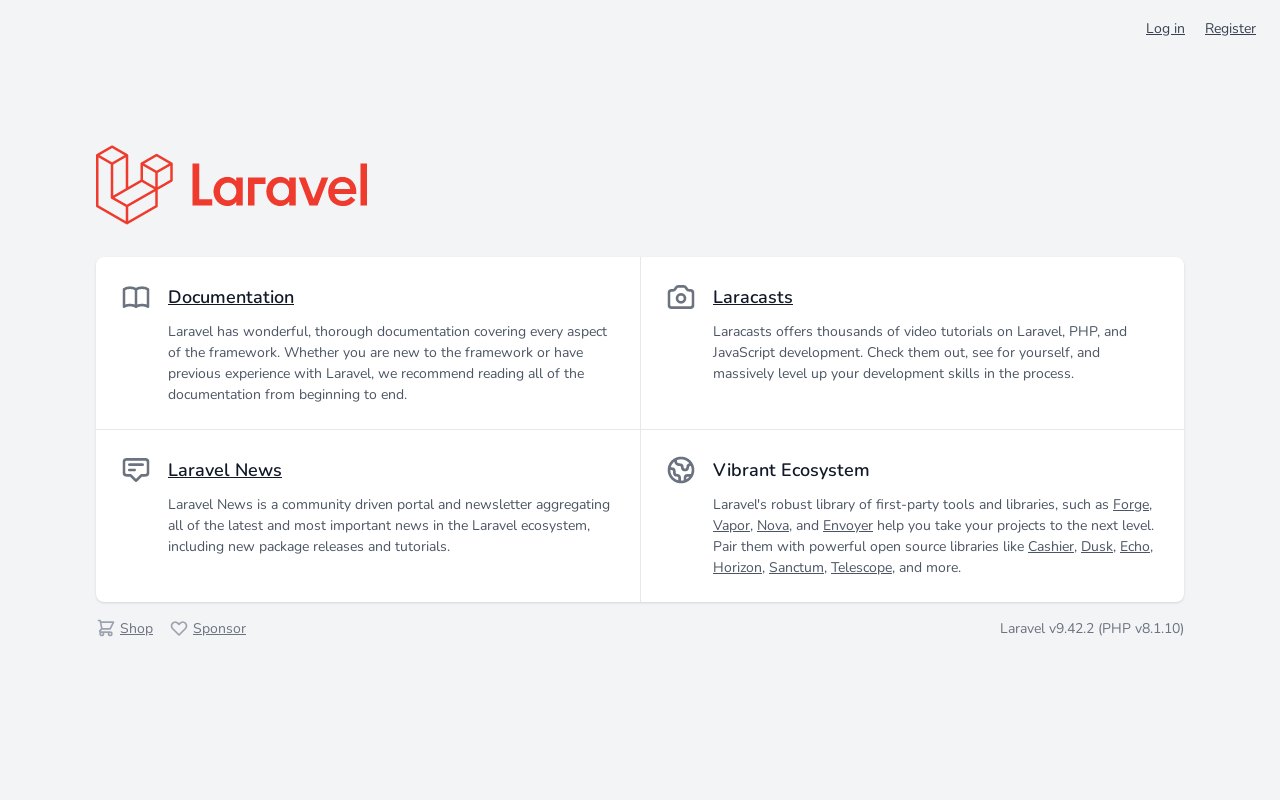 Log in Register
Laravel
Documentation
Laravel has wonderful, thorough documentation covering every aspect
of the framework. Whether you are new to the framework or have
previous experience with Laravel, we recommend reading all of the
documentation from beginning to end.
Laracasts
Laracasts offers thousands of video tutorials on Laravel, PHP, and
JavaScript development. Check them out, see for yourself, and
massively level up your development skills in the process.
Laravel News
Laravel News is a community driven portal and newsletter aggregating
all of the latest and most important news in the Laravel ecosystem,
including new package releases and tutorials.
Vibrant Ecosystem
Laravel's robust library of first-party tools and libraries, such as Forge,
Vapor, Nova, and Envoyer help you take your projects to the next level.
Pair them with powerful open source libraries like Cashier, Dusk, Echo,
Horizon, Sanctum, Telescope, and more.
Shop Sponsor Laravel v9.42.2 (PHP v8.1.10)